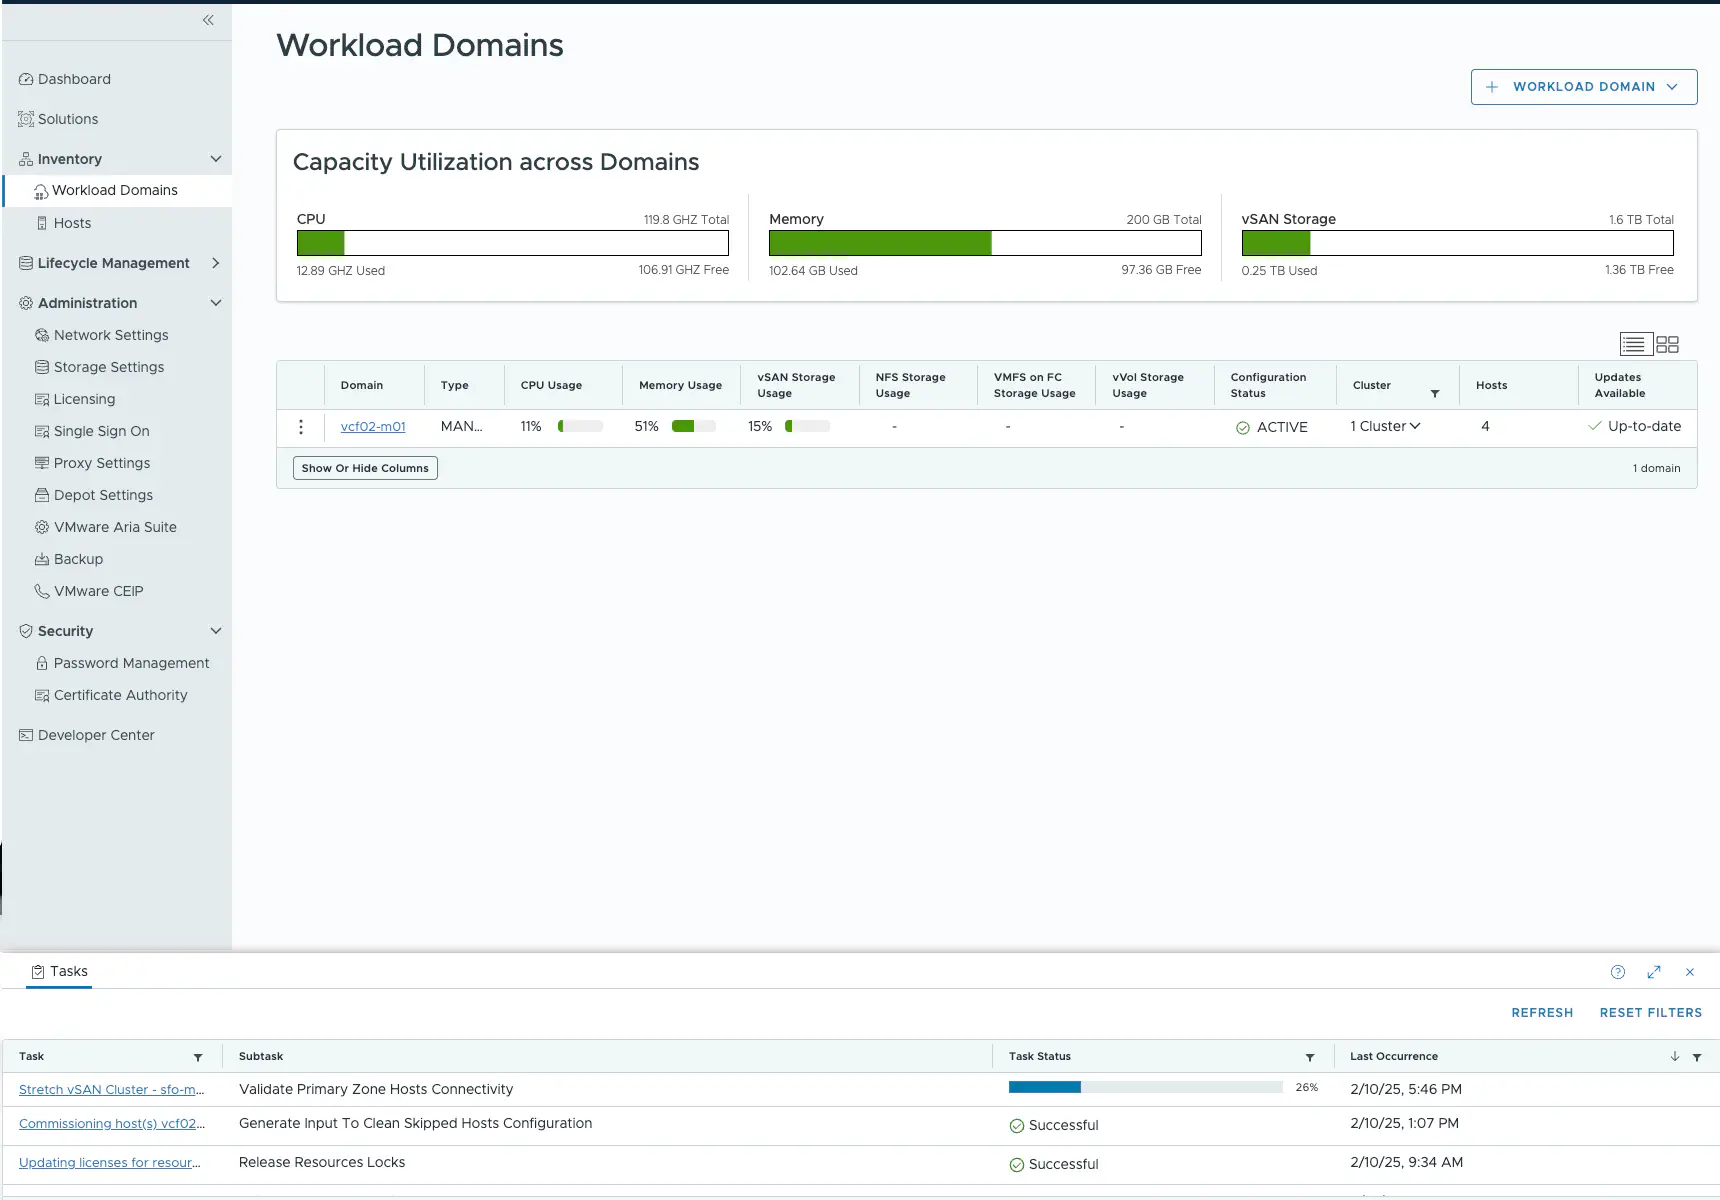 Workload Domains
Dashboard
Solutions
Inventory
Workload Domains
Hosts
Lifecycle Management
Administration
Network Settings
Storage Settings
Licensing
Single Sign On
Proxy Settings
Depot Settings
VMware Aria Suite
Backup
VMware CEIP
Security
Password Management
Certificate Authority
Developer Center
WORKLOAD DOMAIN
Capacity Utilization across Domains
CPU 119.8 GHZ Total
12.89 GHZ Used 106.91 GHZ Free
Memory 200 GB Total
102.64 GB Used 97.36 GB Free
vSAN Storage 1.6 TB Total
0.25 TB Used 1.36 TB Free
Domain Type CPU Usage Memory Usage vSAN Storage Usage NFS Storage Usage VMFS on FC Storage Usage vVol Storage Usage Configuration Status Cluster Hosts Updates Available
vcf02-m01 MAN... 11% 51% 15% - - - ACTIVE 1 Cluster 4 Up-to-date
Show Or Hide Columns 1 domain
Tasks
REFRESH RESET FILTERS
Task Subtask Task Status Last Occurrence
Stretch vSAN Cluster - sfo-m... Validate Primary Zone Hosts Connectivity 26% 2/10/25, 5:46 PM
Commissioning host(s) vcf02... Generate Input To Clean Skipped Hosts Configuration Successful 2/10/25, 1:07 PM
Updating licenses for resour... Release Resources Locks Successful 2/10/25, 9:34 AM